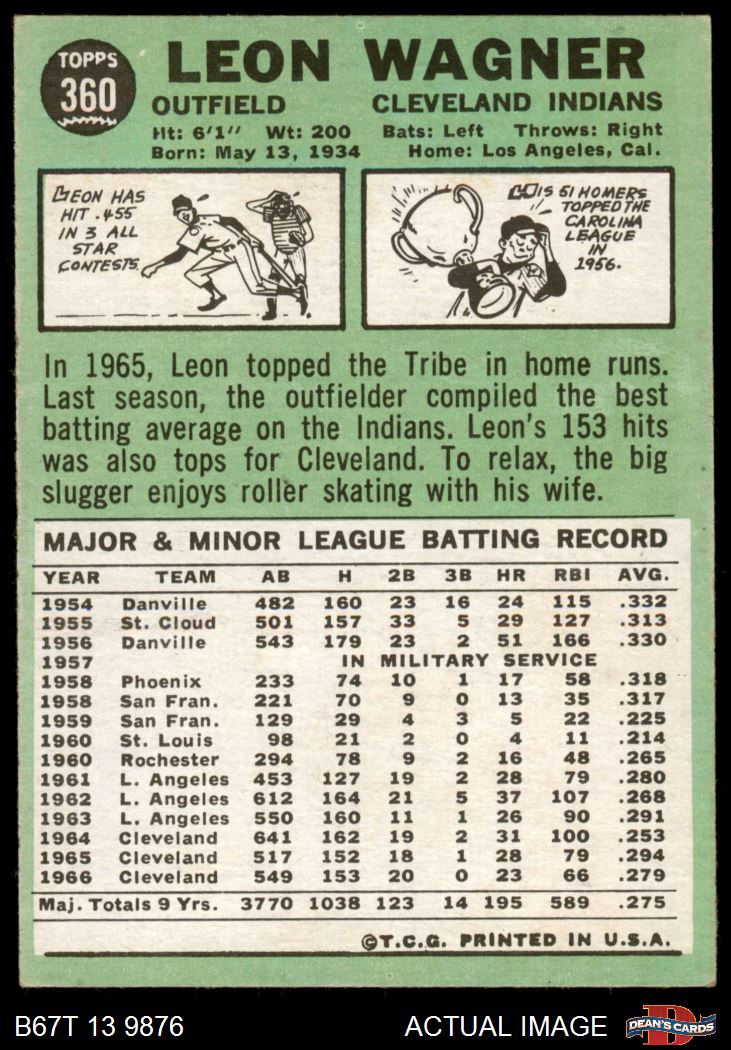 TOPPS
360
LEON WAGNER
OUTFIELD CLEVELAND INDIANS
Ht: 6'1" Wt: 200 Bats: Left Throws: Right
Born: May 13, 1934 Home: Los Angeles, Cal.
LEON HAS
HIT .455
IN 3 ALL
STAR
CONTESTS.
HIS 51 HOMERS
TOPPED THE
CAROLINA
LEAGUE
IN
1956.
In 1965, Leon topped the Tribe in home runs.
Last season, the outfielder compiled the best
batting average on the Indians. Leon's 153 hits
was also tops for Cleveland. To relax, the big
slugger enjoys roller skating with his wife.
MAJOR & MINOR LEAGUE BATTING RECORD
YEAR TEAM AB H 2B 3B HR RBI AVG.
1954 Danville 482 160 23 16 24 115 .332
1955 St. Cloud 501 157 33 5 29 127 .313
1956 Danville 543 179 23 2 51 166 .330
1957 IN MILITARY SERVICE
1958 Phoenix 233 74 10 1 17 58 .318
1958 San Fran. 221 70 9 0 13 35 .317
1959 San Fran. 129 29 4 3 5 22 .225
1960 St. Louis 98 21 2 0 4 11 .214
1960 Rochester 294 78 9 2 16 48 .265
1961 L. Angeles 453 127 19 2 28 79 .280
1962 L. Angeles 612 164 21 5 37 107 .268
1963 L. Angeles 550 160 11 1 26 90 .291
1964 Cleveland 641 162 19 2 31 100 .253
1965 Cleveland 517 152 18 1 28 79 .294
1966 Cleveland 549 153 20 0 23 66 .279
Maj. Totals 9 Yrs. 3770 1038 123 14 195 589 .275
©T.C.G. PRINTED IN U.S.A.
B67T 13 9876 ACTUAL IMAGE
D
DEAN'S CARDS